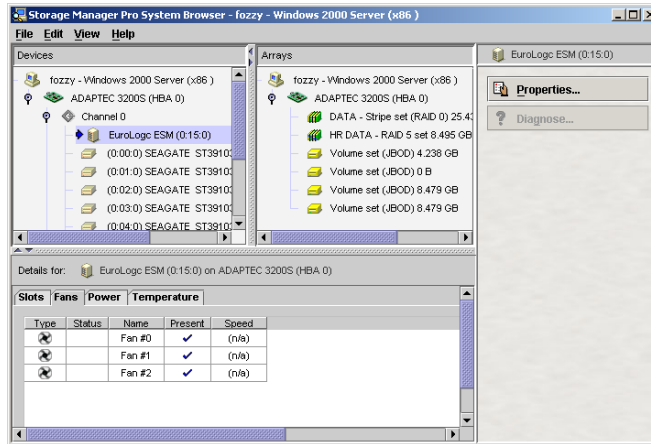 Storage Manager Pro System Browser - fozzy - Windows 2000 Server (x86 )
File Edit View Help
Devices
fozzy - Windows 2000 Server (x86 )
ADAPTEC 3200S (HBA 0)
Channel 0
EuroLogc ESM (0:15:0)
(0:00:0) SEAGATE ST3910
(0:01:0) SEAGATE ST3910
(0:02:0) SEAGATE ST3910
(0:03:0) SEAGATE ST3910
(0:04:0) SEAGATE ST3910
Arrays
fozzy - Windows 2000 Server (x86 )
ADAPTEC 3200S (HBA 0)
DATA - Stripe set (RAID 0) 25.4
HR DATA - RAID 5 set 8.495 GB
Volume set (JBOD) 4.238 GB
Volume set (JBOD) 0 B
Volume set (JBOD) 8.479 GB
Volume set (JBOD) 8.479 GB
EuroLogc ESM (0:15:0)
Properties...
? Diagnose...
Details for: EuroLogc ESM (0:15:0) on ADAPTEC 3200S (HBA 0)
Slots Fans Power Temperature
Type Status Name Present Speed
Fan #0 (n/a)
Fan #1 (n/a)
Fan #2 (n/a)